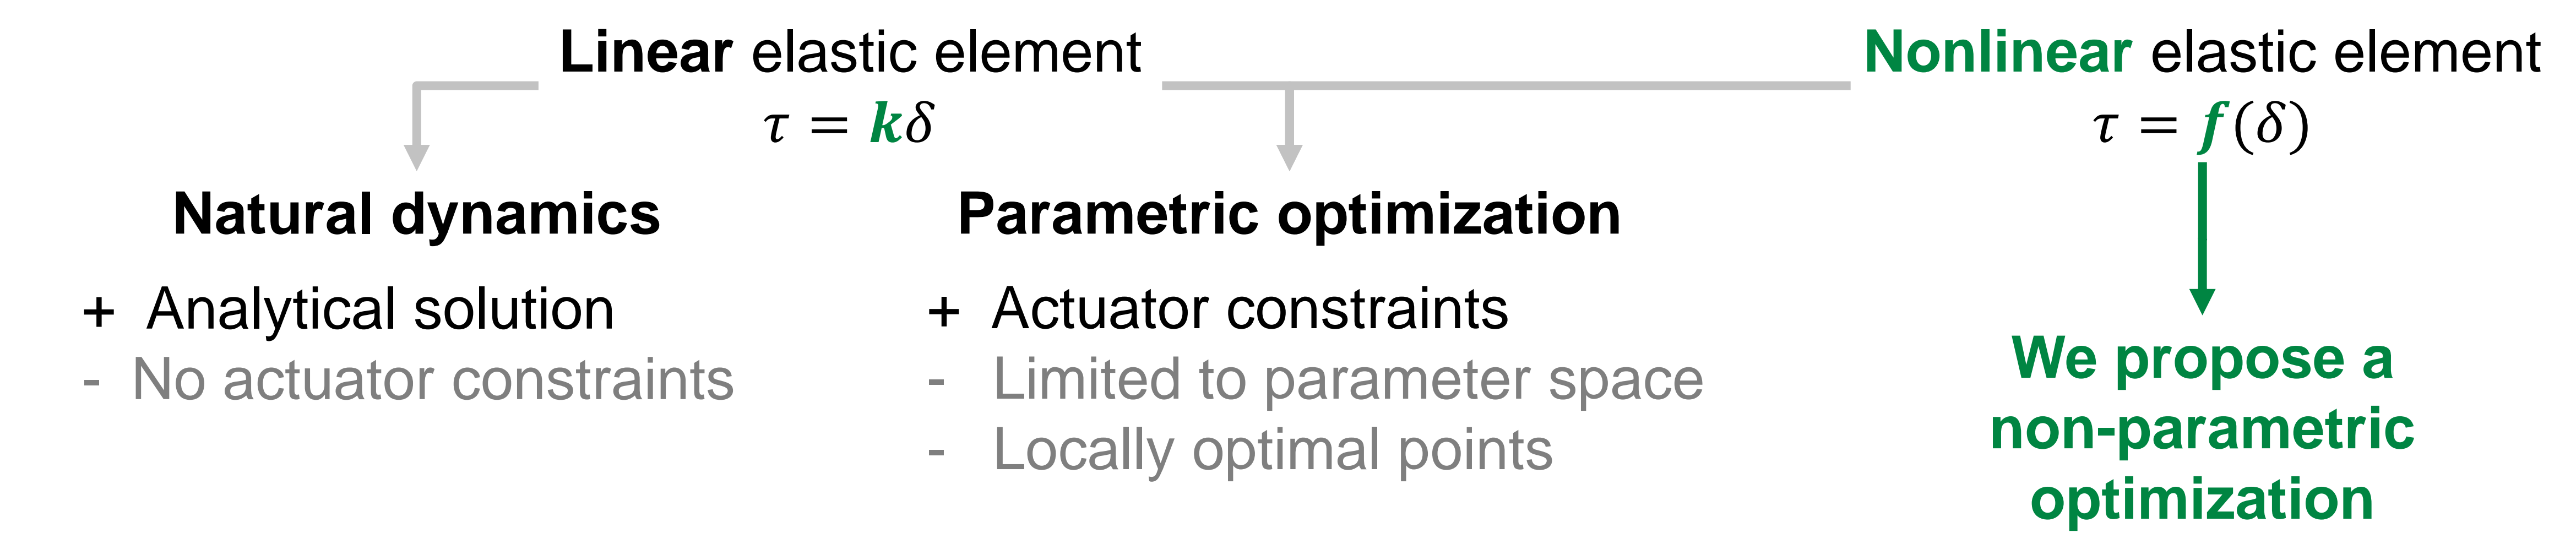 Linear elastic element
τ = kδ
Nonlinear elastic element
τ = f(δ)
Natural dynamics
+ Analytical solution
- No actuator constraints
Parametric optimization
+ Actuator constraints
- Limited to parameter space
- Locally optimal points
We propose a
non-parametric
optimization